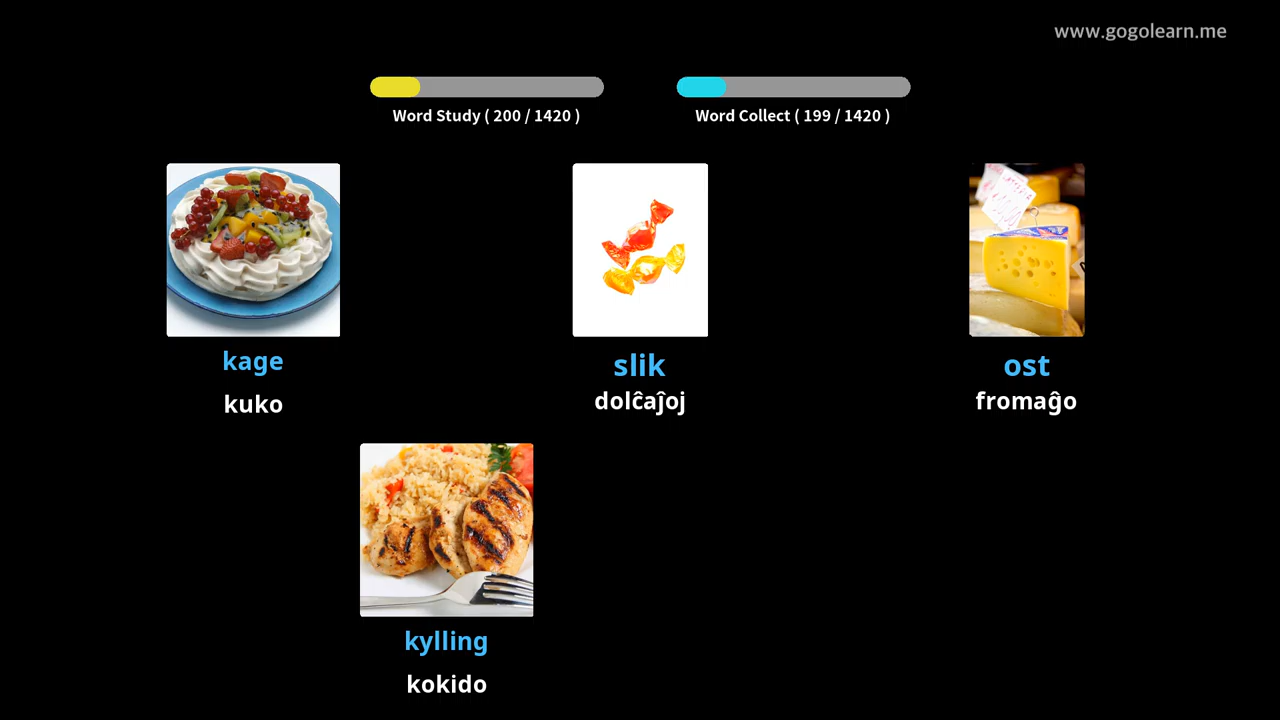 www.gogolearn.me
Word Study ( 200 / 1420 )
Word Collect ( 199 / 1420 )
kage
kuko
slik
dolĉaĵoj
ost
fromaĝo
kylling
kokido